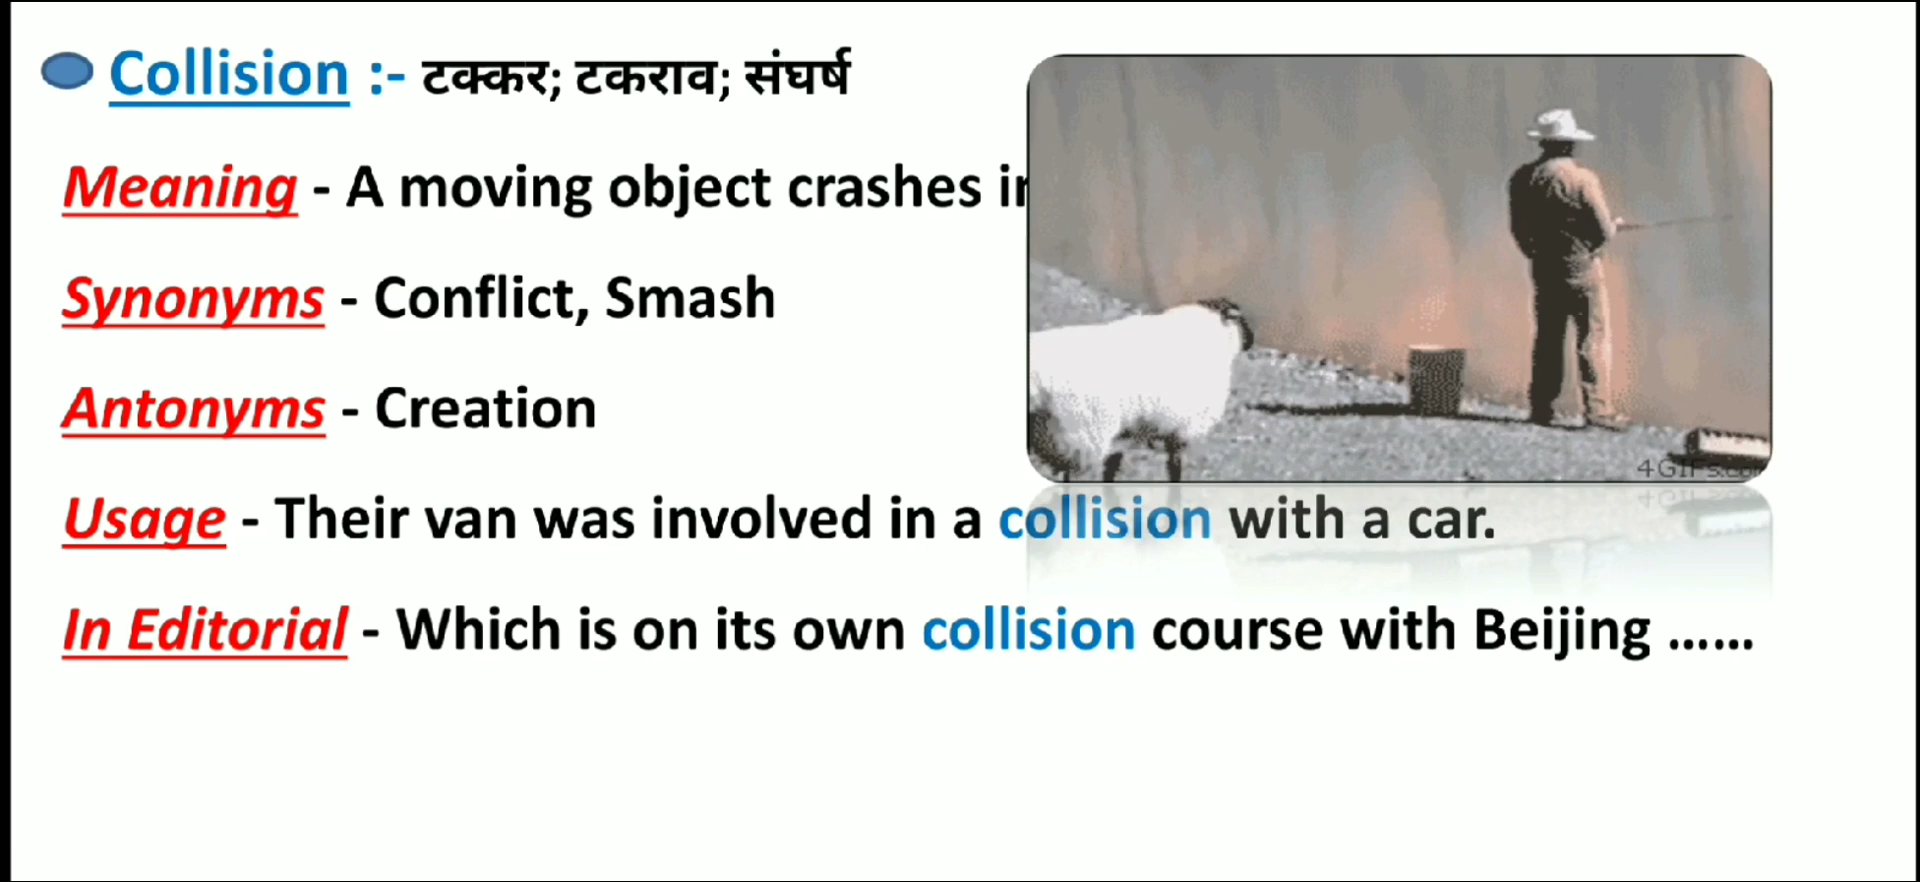 Collision :- टक्कर; टकराव; संघर्ष
Meaning - A moving object crashes
Synonyms - Conflict, Smash
Antonyms - Creation
Usage - Their van was involved in a collision with a car.
In Editorial - Which is on its own collision course with Beijing ......